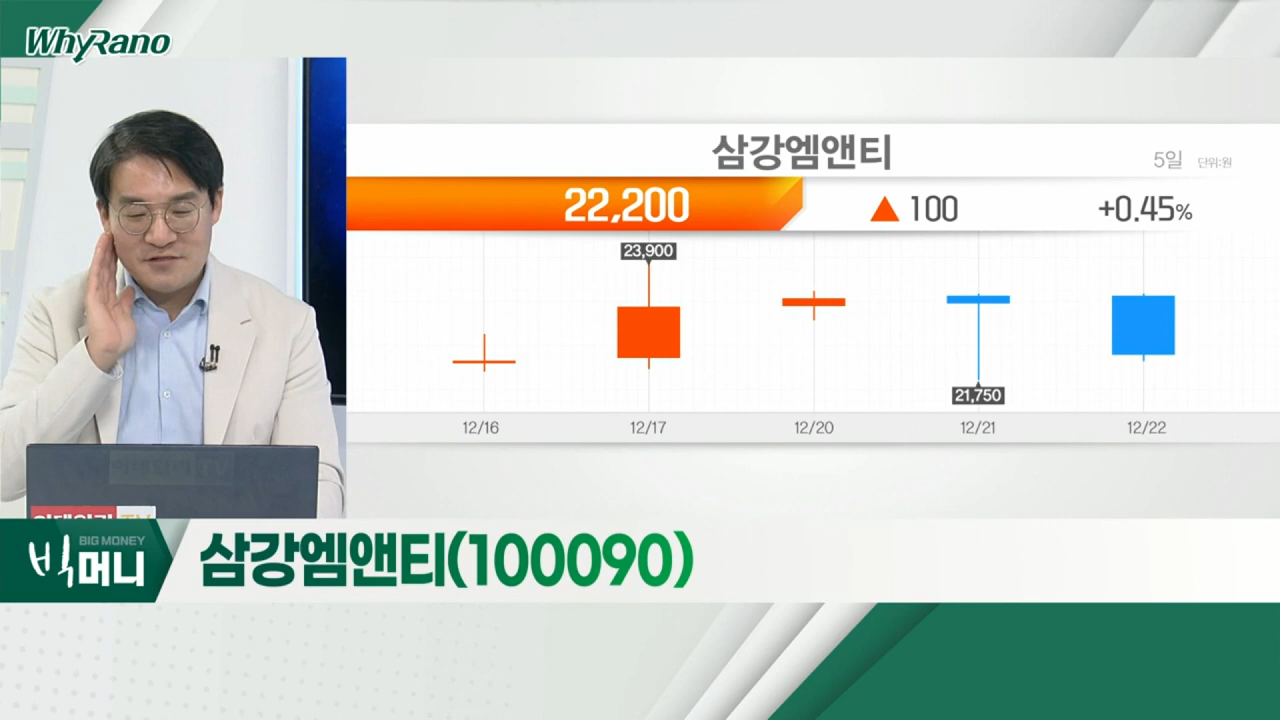 WhyRano
삼강엠앤티
5일 단위:원
22,200 ▲ 100 +0.45%
23,900
21,750
12/16 12/17 12/20 12/21 12/22
BIG MONEY
빅머니
삼강엠앤티(100090)